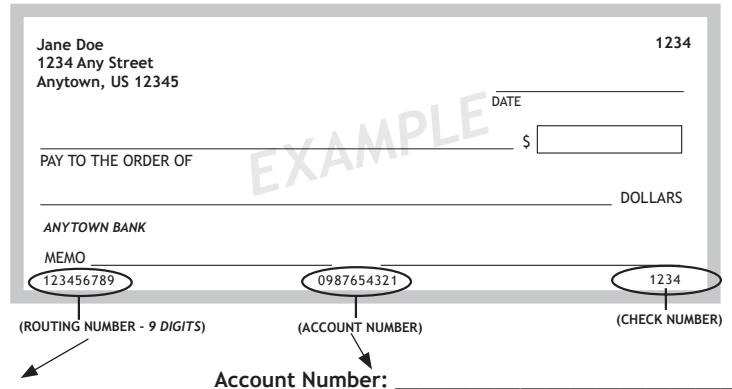 Jane Doe 1234
1234 Any Street
Anytown, US 12345
DATE
EXAMPLE
$
PAY TO THE ORDER OF
DOLLARS
ANYTOWN BANK
MEMO
123456789 0987654321 1234
(ROUTING NUMBER - 9 DIGITS) (ACCOUNT NUMBER) (CHECK NUMBER)
Account Number: